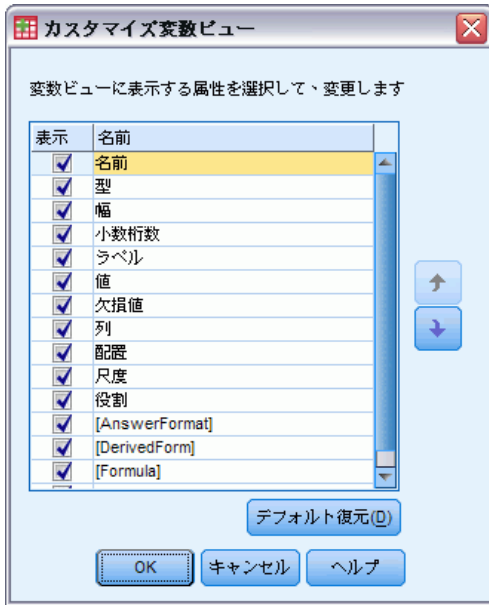 カスタマイズ変数ビュー
変数ビューに表示する属性を選択して、変更します
表示 名前
名前
型
幅
小数桁数
ラベル
値
欠損値
列
配置
尺度
役割
[AnswerFormat]
[DerivedForm]
[Formula]
デフォルト復元(D)
OK キャンセル ヘルプ